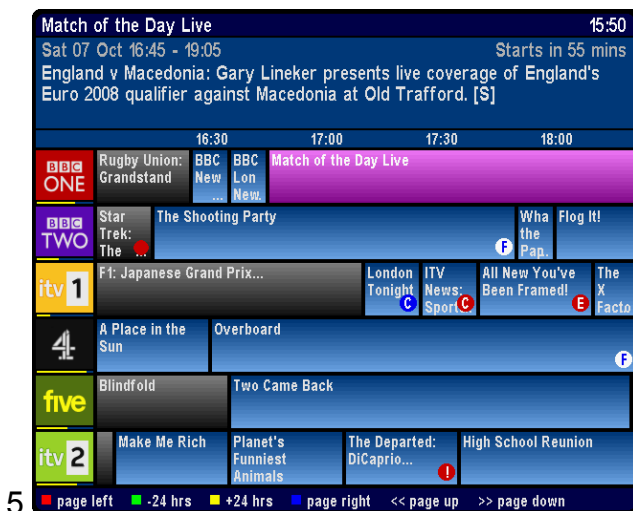 Match of the Day Live 15:50
Sat 07 Oct 16:45 - 19:05 Starts in 55 mins
England v Macedonia: Gary Lineker presents live coverage of England's
Euro 2008 qualifier against Macedonia at Old Trafford. [S]
16:30 17:00 17:30 18:00
BBC
ONE
Rugby Union:
Grandstand
BBC
New
...
BBC
Lon
New.
Match of the Day Live
BBC
TWO
Star
Trek:
The ...
The Shooting Party
F
Wha
the
Pap.
Flog It!
itv 1
F1: Japanese Grand Prix...
London
Tonight
C
ITV
News:
Sport...
C
All New You've
Been Framed!
E
The
X
Facto
4
A Place in the
Sun
Overboard
F
five
Blindfold
Two Came Back
itv 2
Make Me Rich
Planet's
Funniest
Animals
The Departed:
DiCaprio...
!
High School Reunion
5
page left -24 hrs +24 hrs page right << page up >> page down